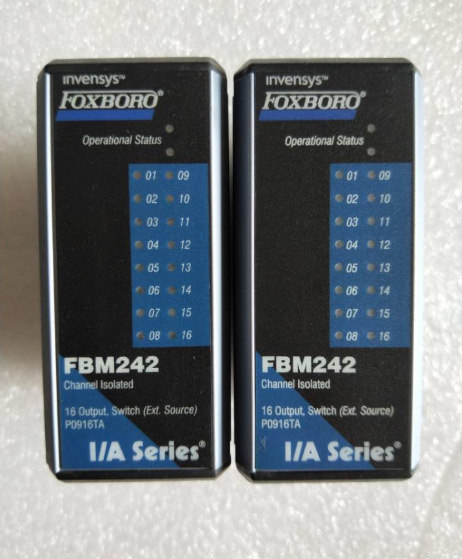 invensys™
FOXBORO®
Operational Status
01 09
02 10
03 11
04 12
05 13
06 14
07 15
08 16
FBM242
Channel Isolated
16 Output, Switch (Ext. Source)
P0916TA
I/A Series®
invensys™
FOXBORO®
Operational Status
01 09
02 10
03 11
04 12
05 13
06 14
07 15
08 16
FBM242
Channel Isolated
16 Output, Switch (Ext. Source)
P0916TA
I/A Series®